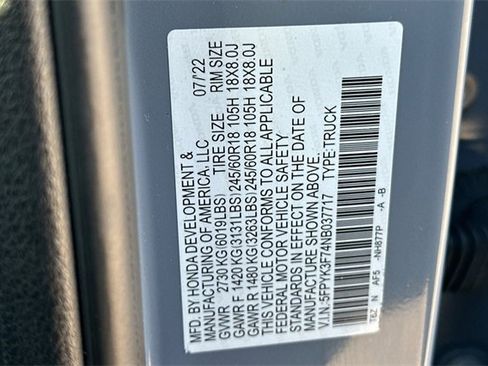 MANUFACTURED BY HONDA DEVELOPMENT &
MANUFACTURING OF AMERICA, LLC 07/22
GVWR 2730 KG(6019LBS) TIRE SIZE RIM SIZE
GAWR F 1420 KG(3131LBS)245/60R18 105H 18X8.0J
GAWR R 1480 KG(3263LBS)245/60R18 105H 18X8.0J
THIS VEHICLE CONFORMS TO ALL APPLICABLE
FEDERAL MOTOR VEHICLE SAFETY
STANDARDS IN EFFECT ON THE DATE OF
MANUFACTURE SHOWN ABOVE.
V.I.N.:5FPYK3F74NB037717 TYPE:TRUCK
T6Z N AF5 -NH877P -A -B